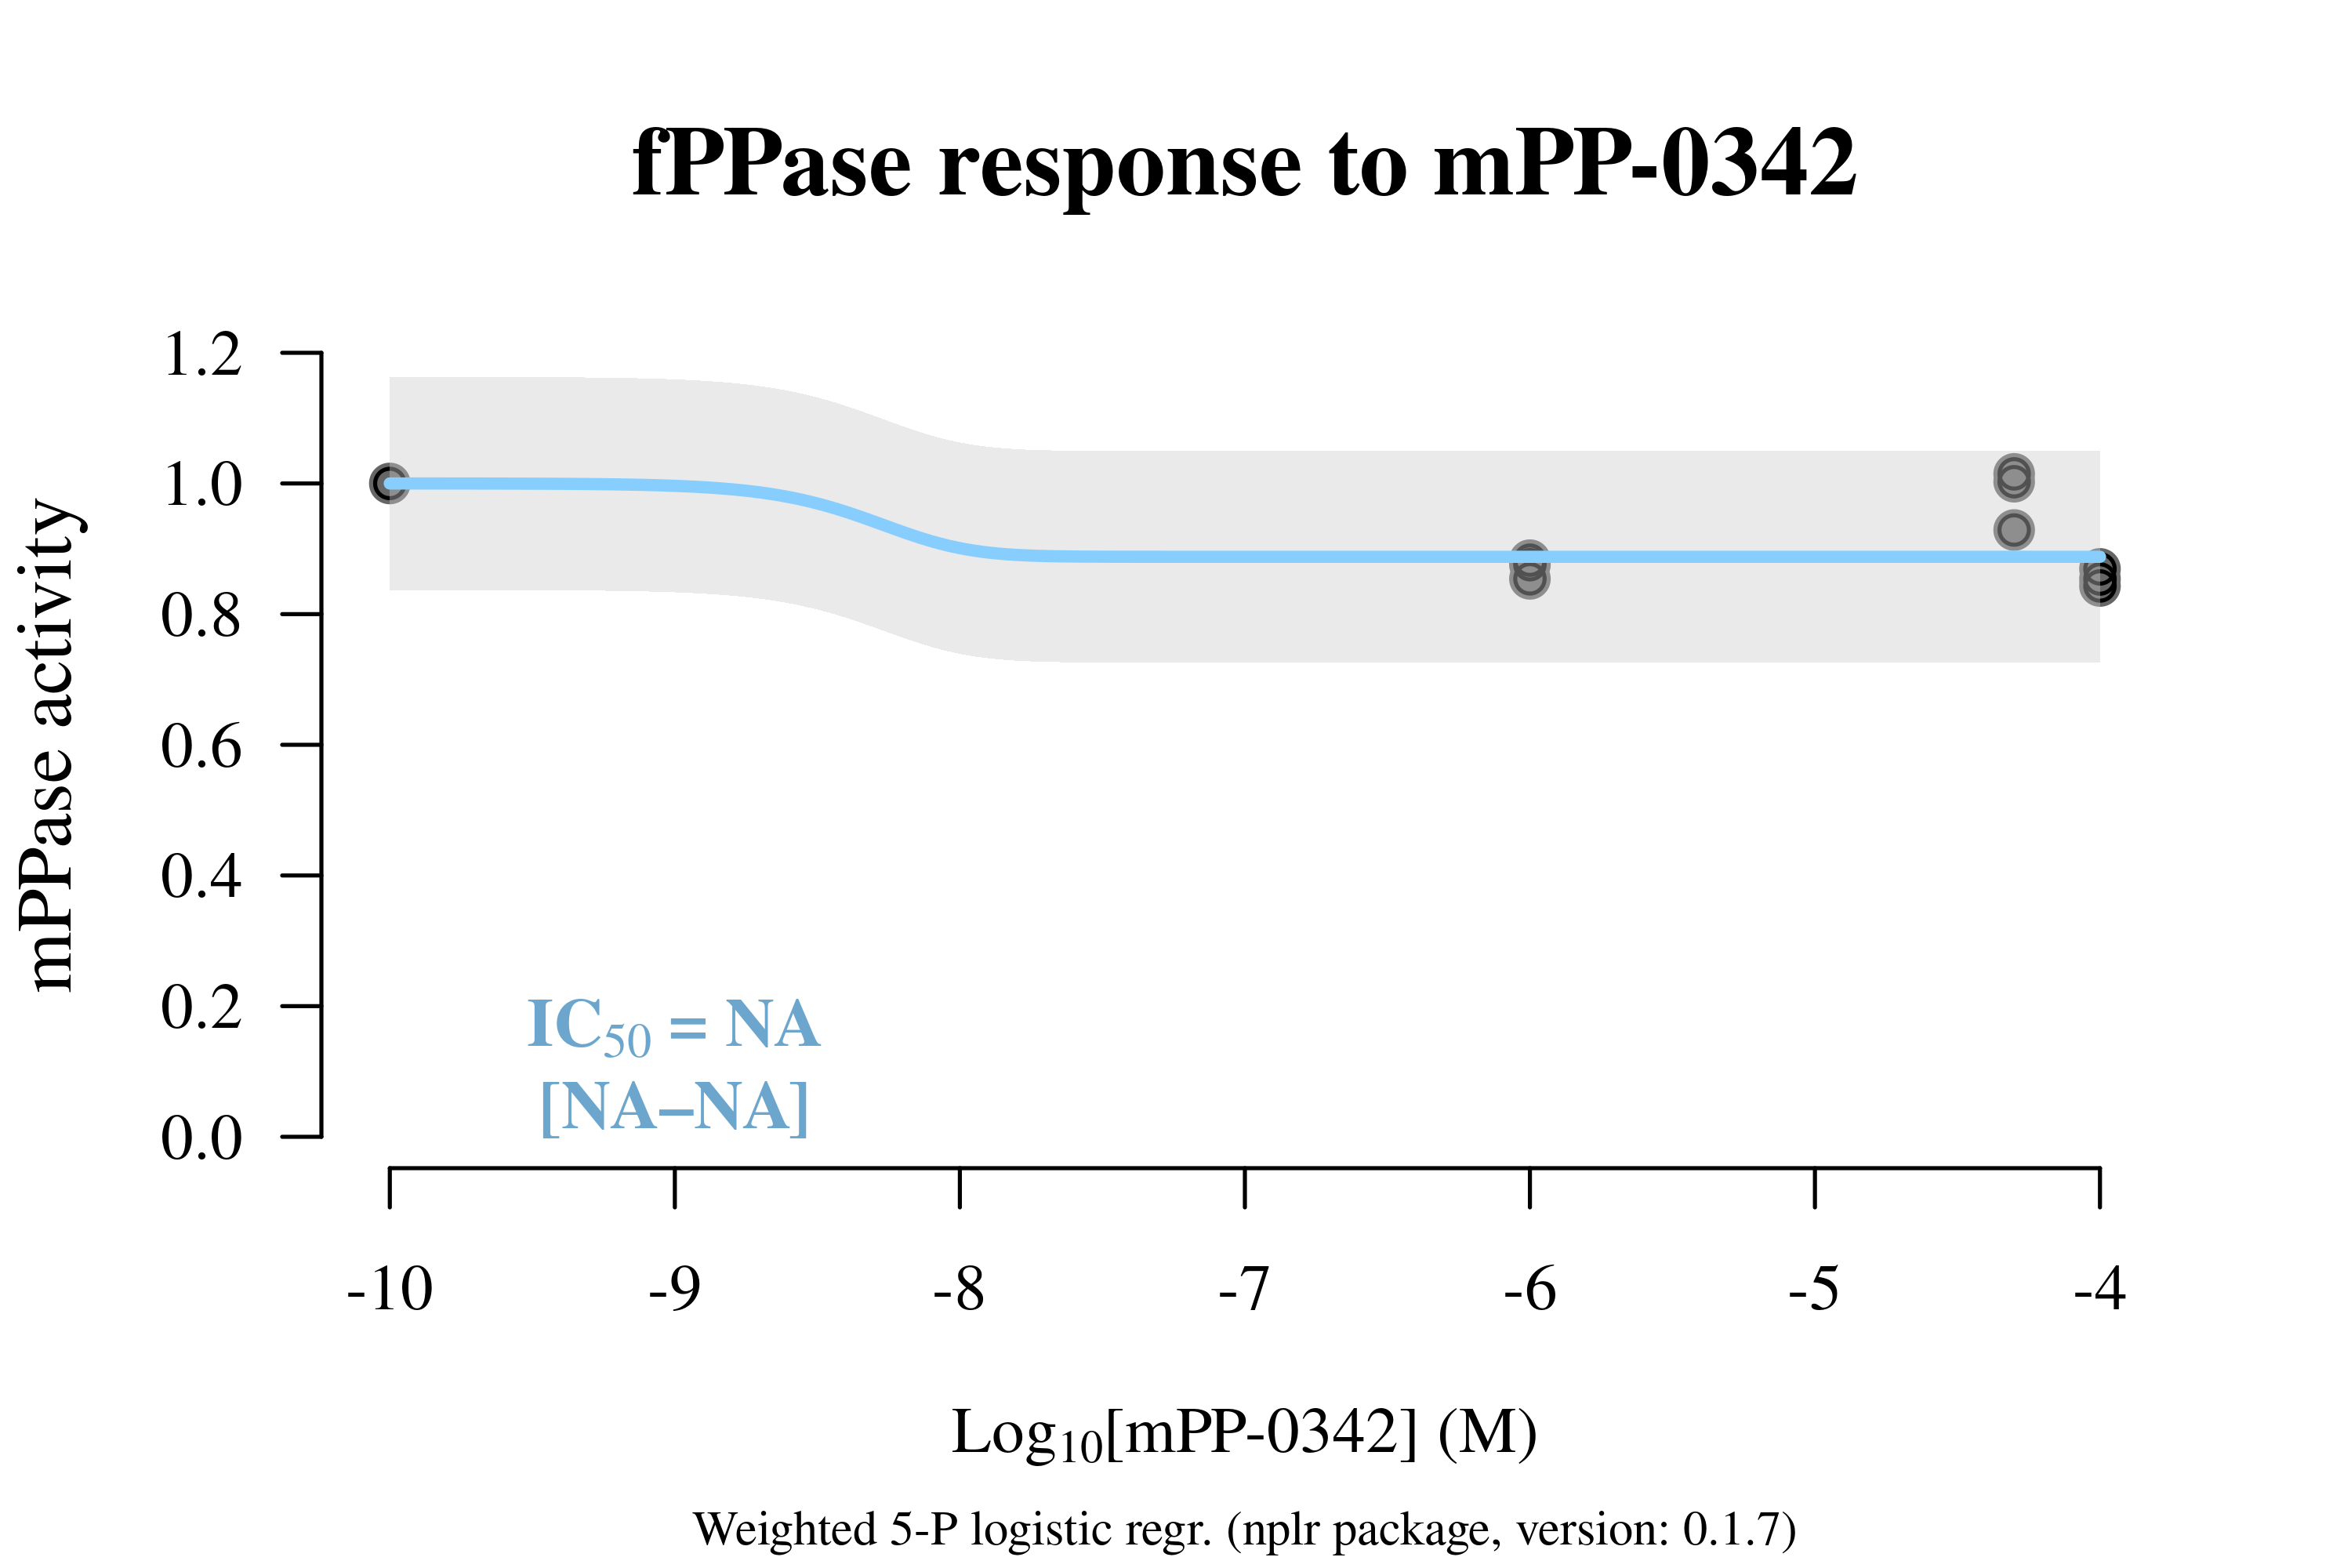 fPPase response to mPP-0342
mPPase activity
1.2
1.0
0.8
0.6
0.4
0.2
0.0
IC50 = NA
[NA–NA]
-10 -9 -8 -7 -6 -5 -4
Log10[mPP-0342] (M)
Weighted 5-P logistic regr. (nplr package, version: 0.1.7)